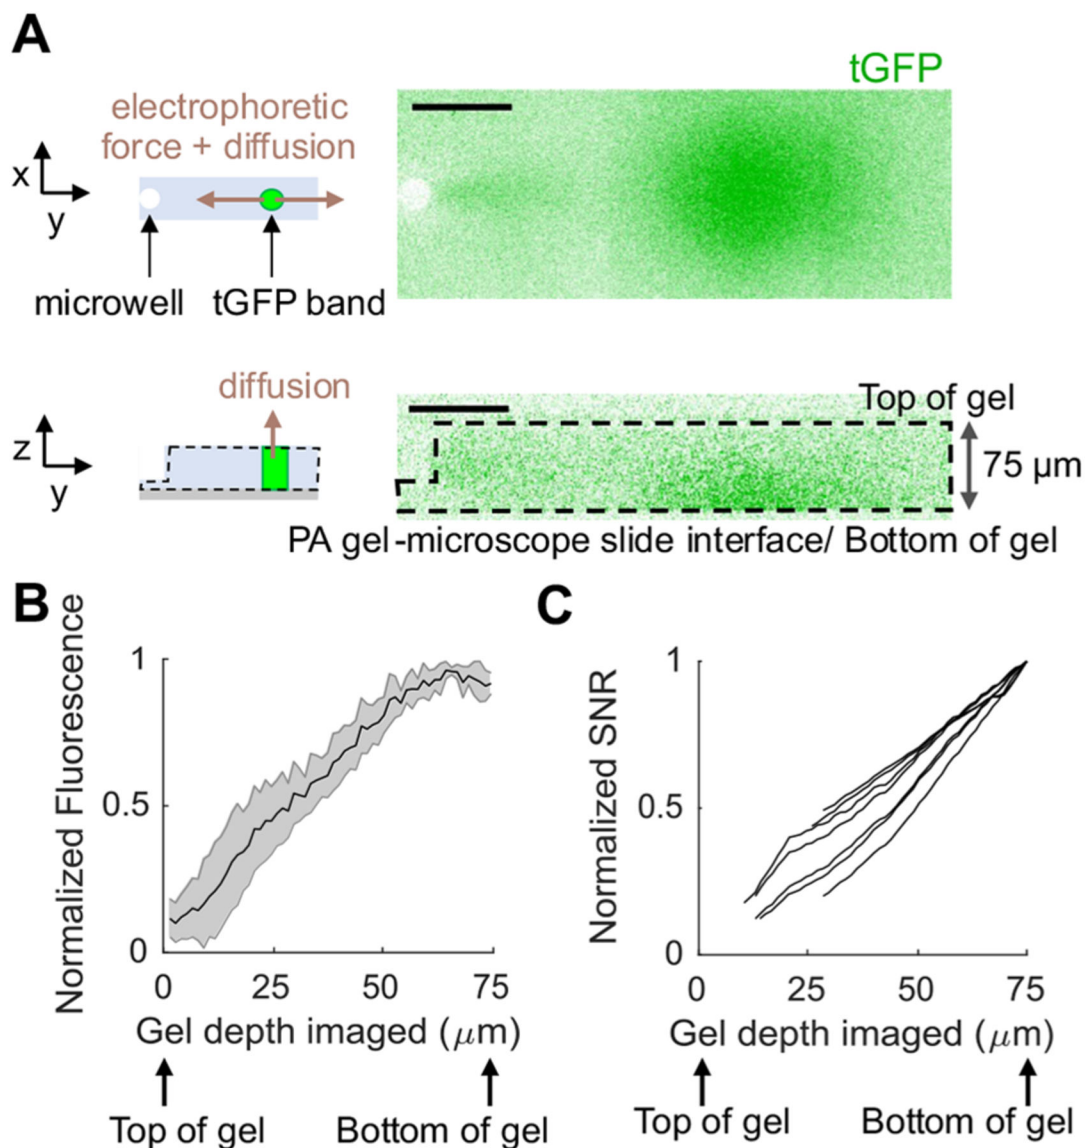 A
tGFP
electrophoretic
force + diffusion
x
y
microwell
tGFP band
diffusion
z
y
Top of gel
75 μm
PA gel-microscope slide interface/ Bottom of gel
B
Normalized Fluorescence
1
0.5
0
0 25 50 75
Gel depth imaged (μm)
Top of gel
Bottom of gel
C
Normalized SNR
1
0.5
0
0 25 50 75
Gel depth imaged (μm)
Top of gel
Bottom of gel